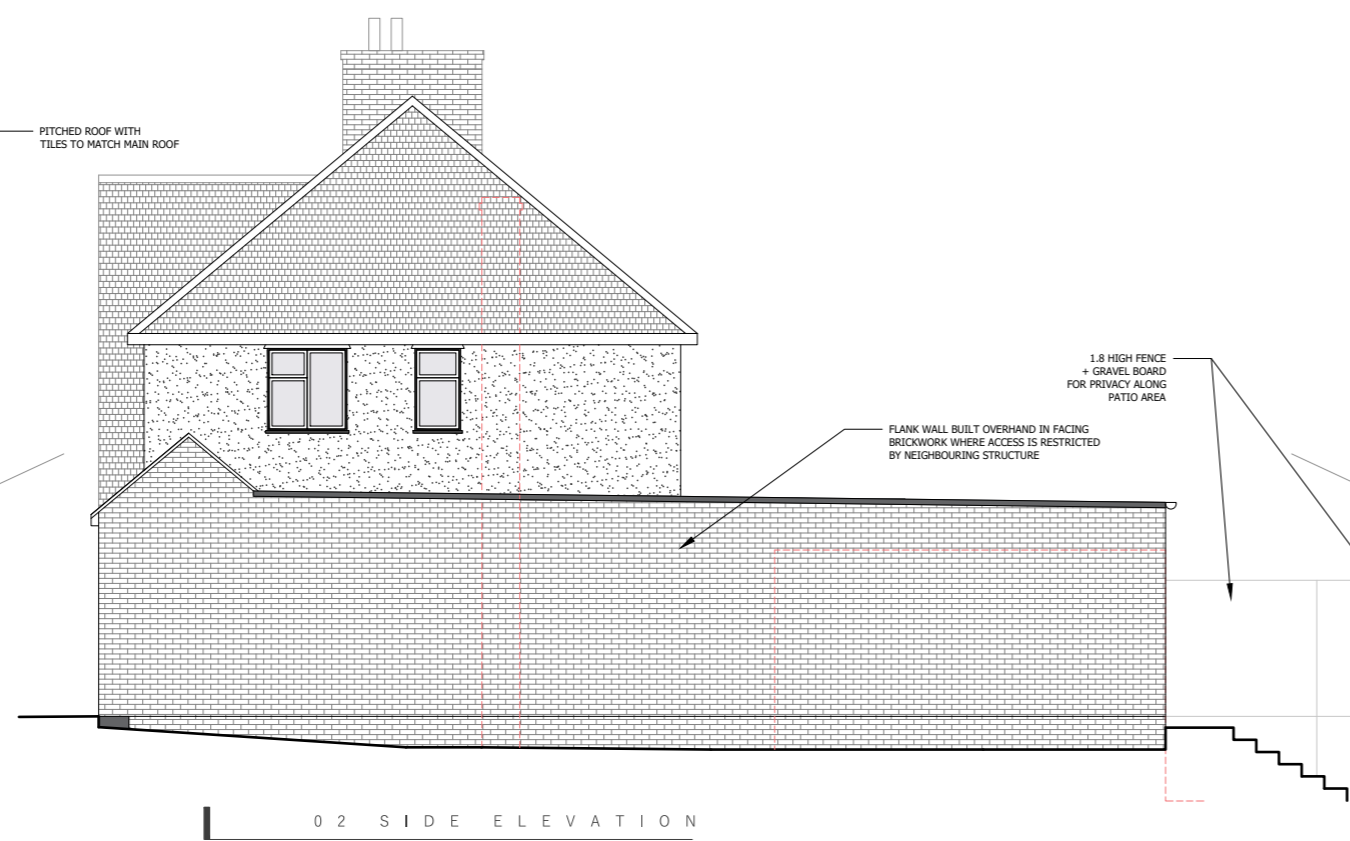 PITCHED ROOF WITH
TILES TO MATCH MAIN ROOF
1.8 HIGH FENCE
+ GRAVEL BOARD
FOR PRIVACY ALONG
PATIO AREA
FLANK WALL BUILT OVERHAND IN FACING
BRICKWORK WHERE ACCESS IS RESTRICTED
BY NEIGHBOURING STRUCTURE
02 SIDE ELEVATION